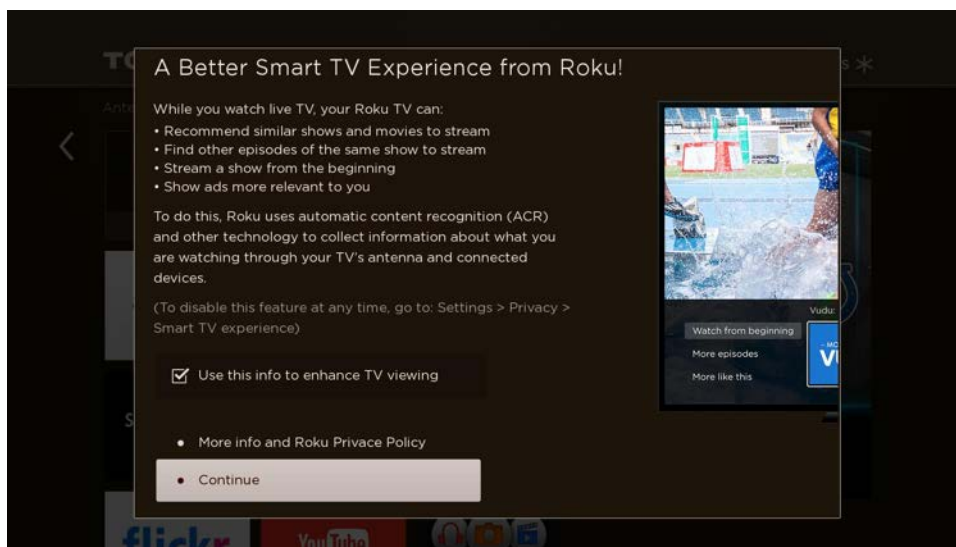 TC
A Better Smart TV Experience from Roku!
s
Ante
While you watch live TV, your Roku TV can:
• Recommend similar shows and movies to stream
• Find other episodes of the same show to stream
• Stream a show from the beginning
• Show ads more relevant to you
To do this, Roku uses automatic content recognition (ACR)
and other technology to collect information about what you
are watching through your TV's antenna and connected
devices.
(To disable this feature at any time, go to: Settings > Privacy >
Smart TV experience)
Use this info to enhance TV viewing
• More info and Roku Privace Policy
• Continue
Vudu:
Watch from beginning
More episodes
More like this
S
flickr
YouTube